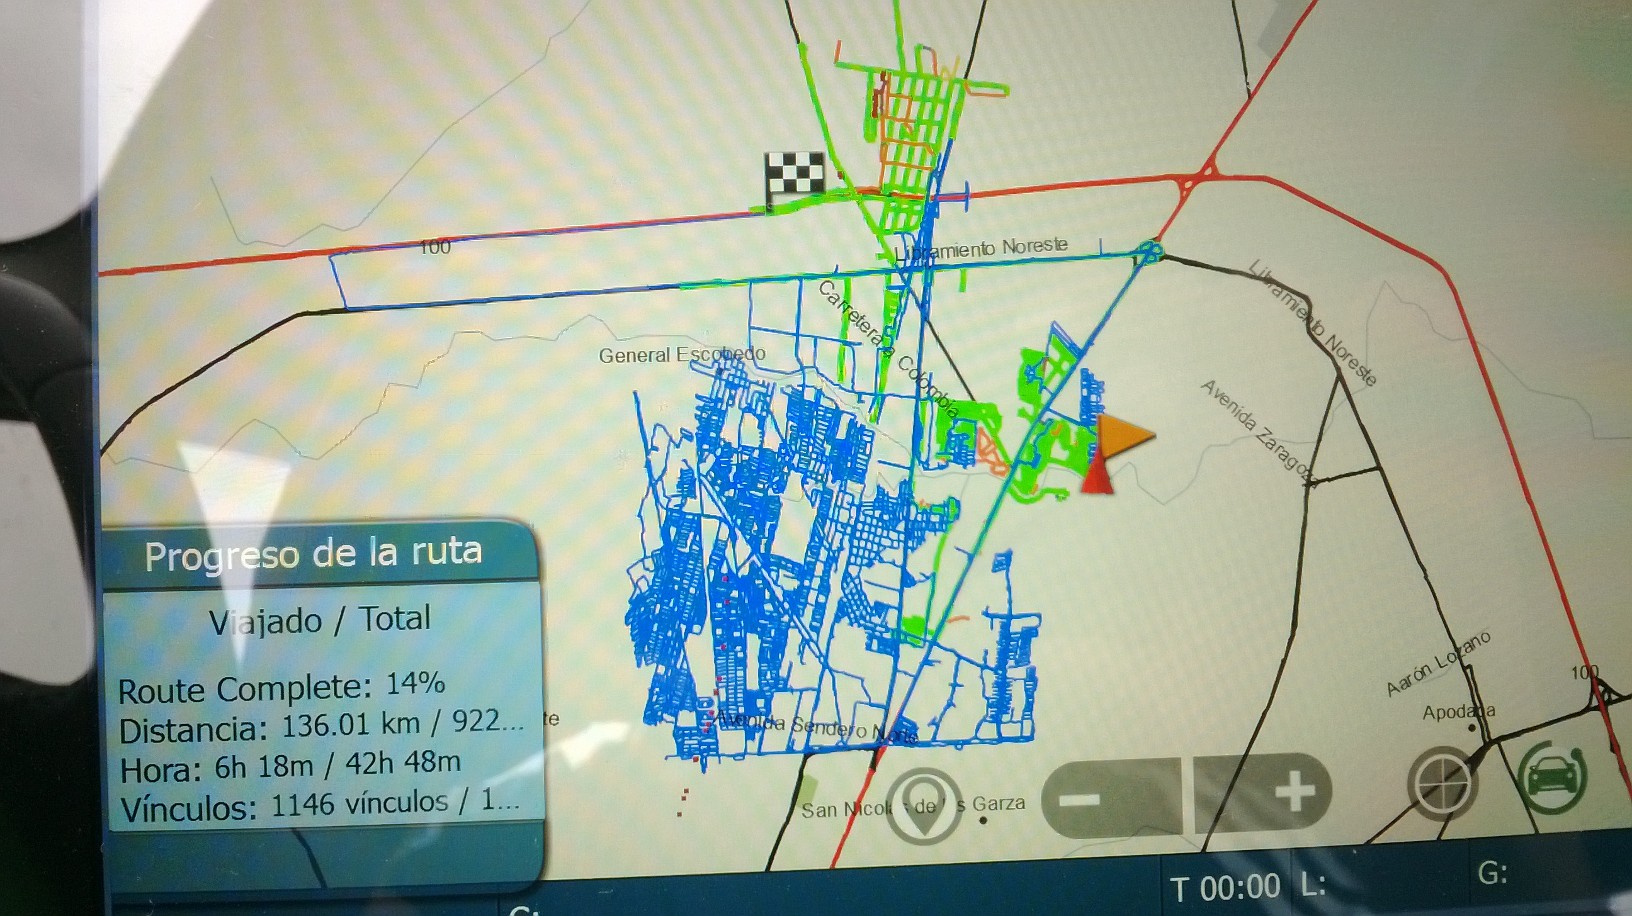 100
Libramiento Noreste
Libramiento Noreste
Carretera a Colombia
General Escobedo
Avenida Zaragoza
Progreso de la ruta
Viajado / Total
Route Complete: 14%
Distancia: 136.01 km / 922...
Hora: 6h 18m / 42h 48m
Vínculos: 1146 vínculos / 1...
te
Avenida Sendero Norte
Aarón Lozano
100
Apodaca
San Nicolás de los Garza
T 00:00 L:
G: